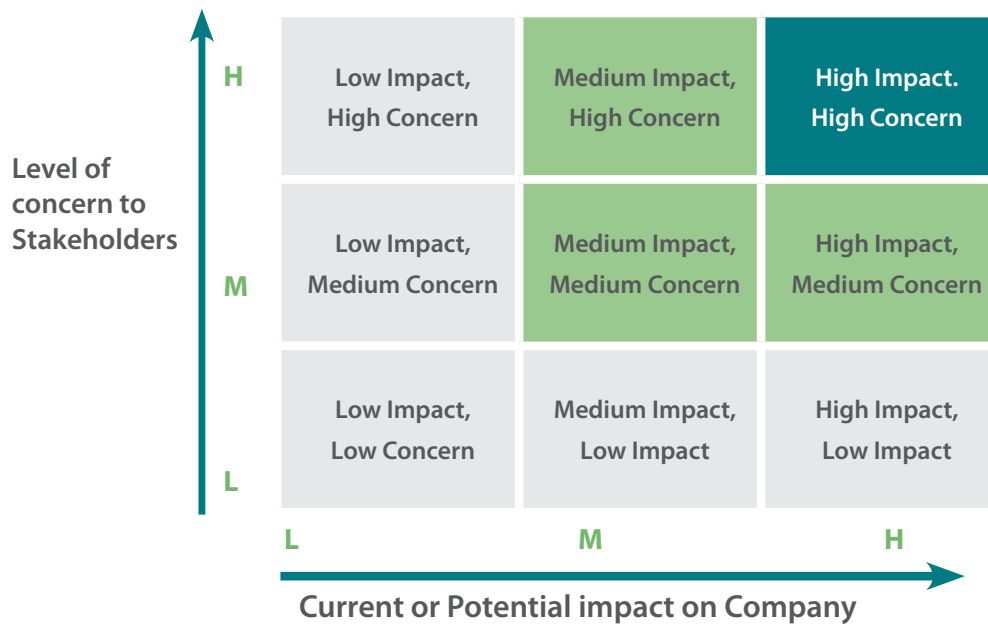 H
Low Impact,
High Concern
Medium Impact,
High Concern
High Impact.
High Concern
Level of
concern to
Stakeholders
M
Low Impact,
Medium Concern
Medium Impact,
Medium Concern
High Impact,
Medium Concern
L
Low Impact,
Low Concern
Medium Impact,
Low Impact
High Impact,
Low Impact
L
M
H
Current or Potential impact on Company